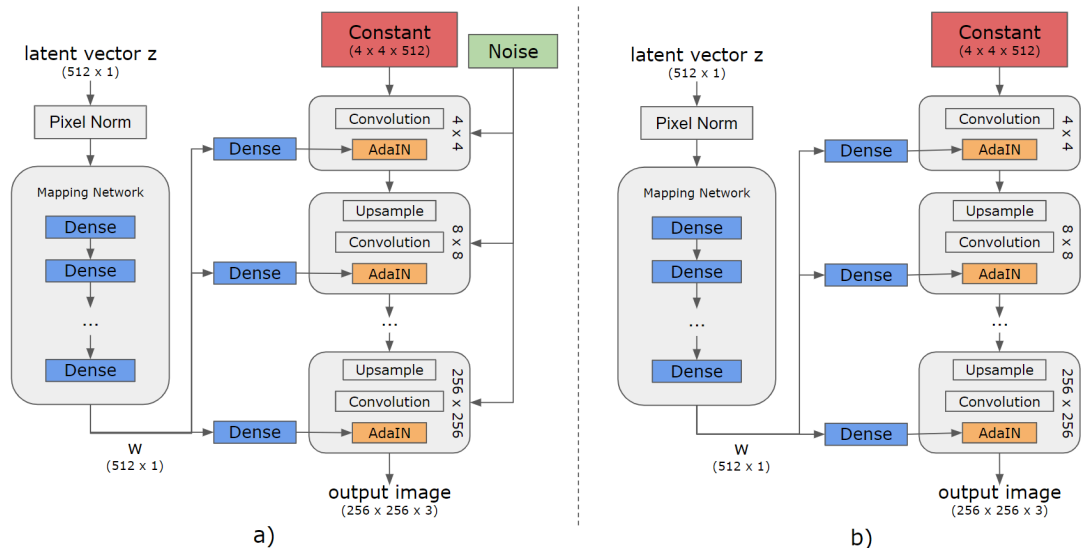 latent vector z
(512 x 1)
Pixel Norm
Mapping Network
Dense
Dense
...
Dense
W
(512 x 1)
Constant
(4 x 4 x 512)
Noise
Convolution
AdaIN
4 x 4
Dense
Upsample
Convolution
AdaIN
8 x 8
Dense
...
Upsample
Convolution
AdaIN
256 x 256
Dense
output image
(256 x 256 x 3)
a)
latent vector z
(512 x 1)
Pixel Norm
Mapping Network
Dense
Dense
...
Dense
W
(512 x 1)
Constant
(4 x 4 x 512)
Convolution
AdaIN
4 x 4
Dense
Upsample
Convolution
AdaIN
8 x 8
Dense
...
Upsample
Convolution
AdaIN
256 x 256
Dense
output image
(256 x 256 x 3)
b)